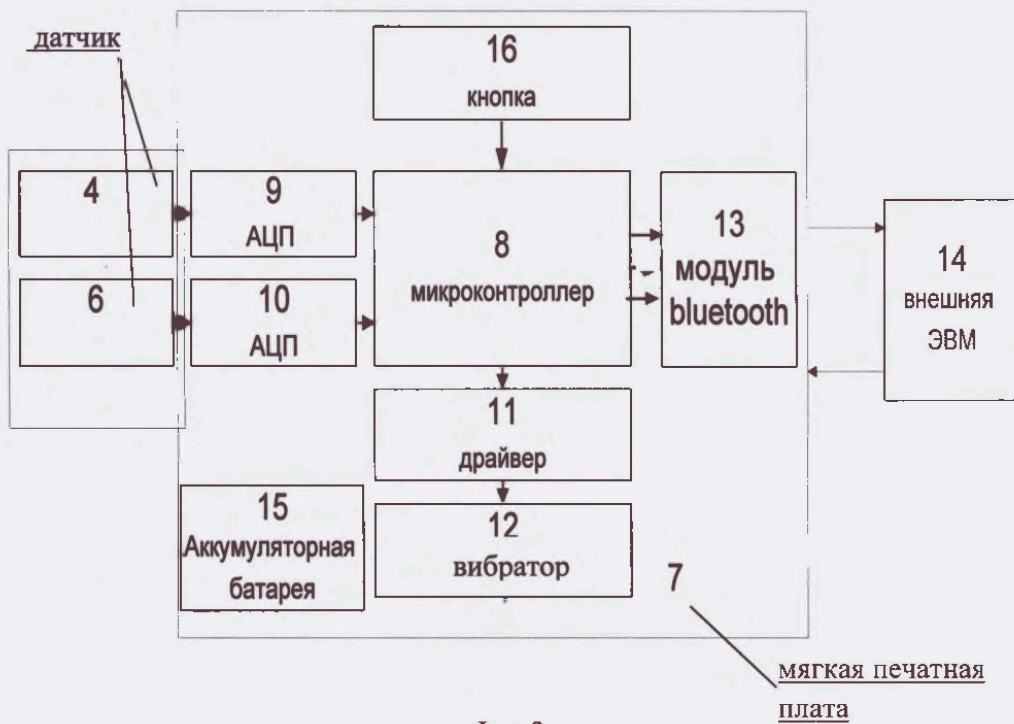 датчик
16
кнопка
4
9
АЦП
8
микроконтроллер
13
модуль
bluetooth
14
внешняя
ЭВМ
6
10
АЦП
11
драйвер
15
Аккумуляторная
батарея
12
вибратор
7
мягкая печатная
плата